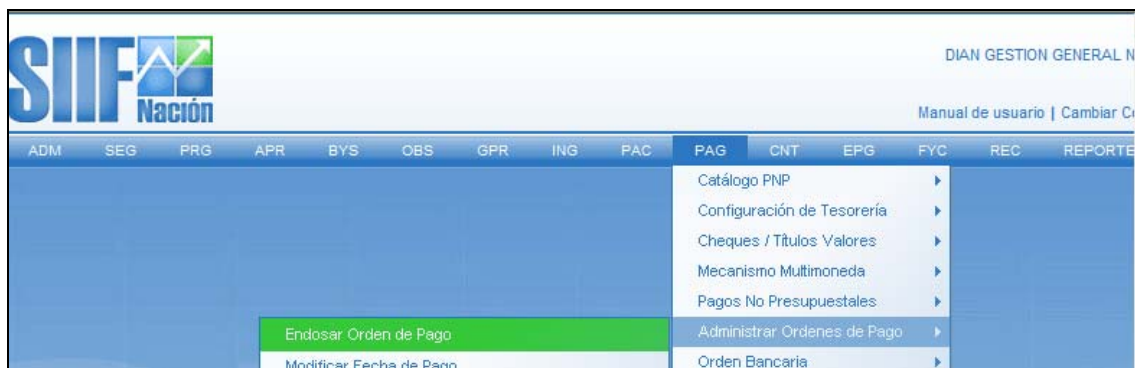 SIIF
Nación
DIAN GESTION GENERAL N
Manual de usuario | Cambiar C
ADM SEG PRG APR BYS OBS GPR ING PAC PAG CNT EPG FYC REC REPORTE
Catálogo PNP
Configuración de Tesorería
Cheques / Títulos Valores
Mecanismo Multimoneda
Pagos No Presupuestales
Endosar Orden de Pago Administrar Ordenes de Pago
Modificar Fecha de Pago Orden Bancaria